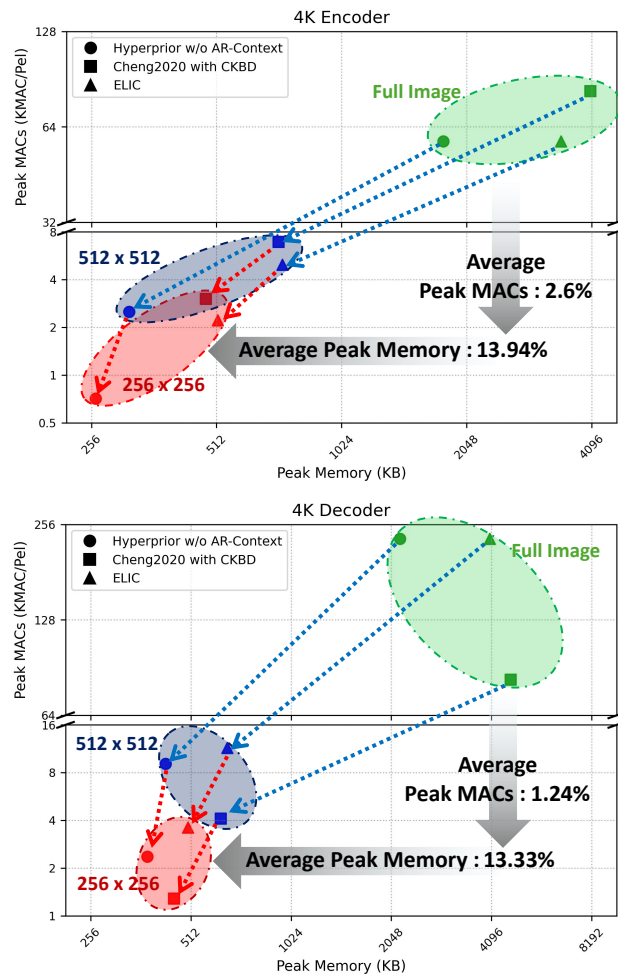 4K Encoder
128
64
32
8
4
2
1
0.5
Peak MACs (KMAC/Pel)
Hyperprior w/o AR-Context
Cheng2020 with CKBD
ELIC
Full Image
512 x 512
256 x 256
Average
Peak MACs : 2.6%
Average Peak Memory : 13.94%
256
512
1024
2048
4096
Peak Memory (KB)
4K Decoder
256
128
64
16
8
4
2
1
Peak MACs (KMAC/Pel)
Hyperprior w/o AR-Context
Cheng2020 with CKBD
ELIC
Full Image
512 x 512
256 x 256
Average
Peak MACs : 1.24%
Average Peak Memory : 13.33%
256
512
1024
2048
4096
8192
Peak Memory (KB)